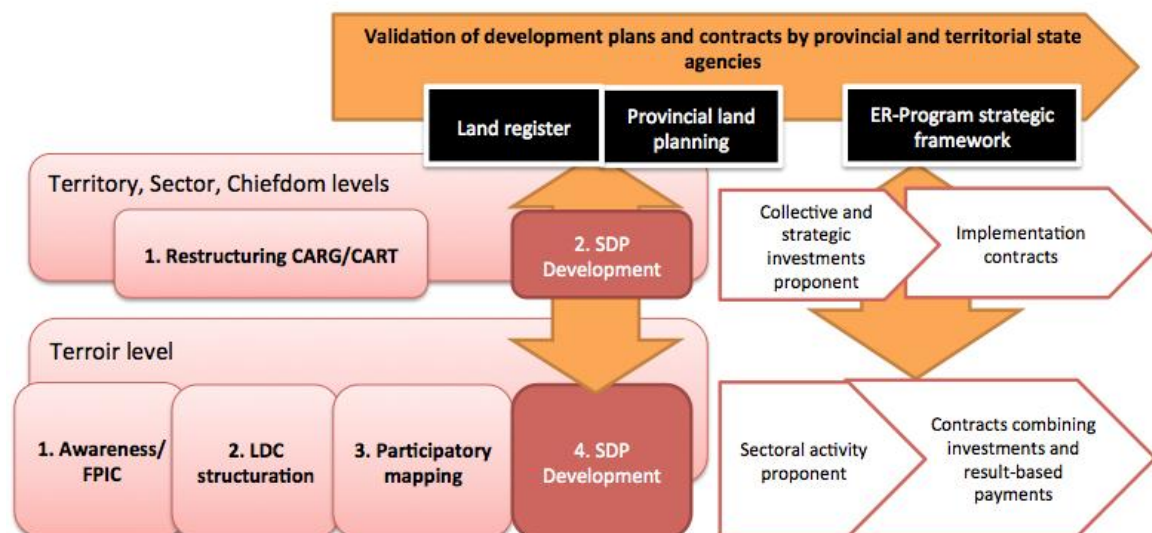 Validation of development plans and contracts by provincial and territorial state
agencies
Land register
Provincial land
planning
ER-Program strategic
framework
Territory, Sector, Chiefdom levels
1. Restructuring CARG/CART
2. SDP
Development
Collective and
strategic
investments
proponent
Implementation
contracts
Terroir level
1. Awareness/
FPIC
2. LDC
structuration
3. Participatory
mapping
4. SDP
Development
Sectoral activity
proponent
Contracts combining
investments and
result-based
payments